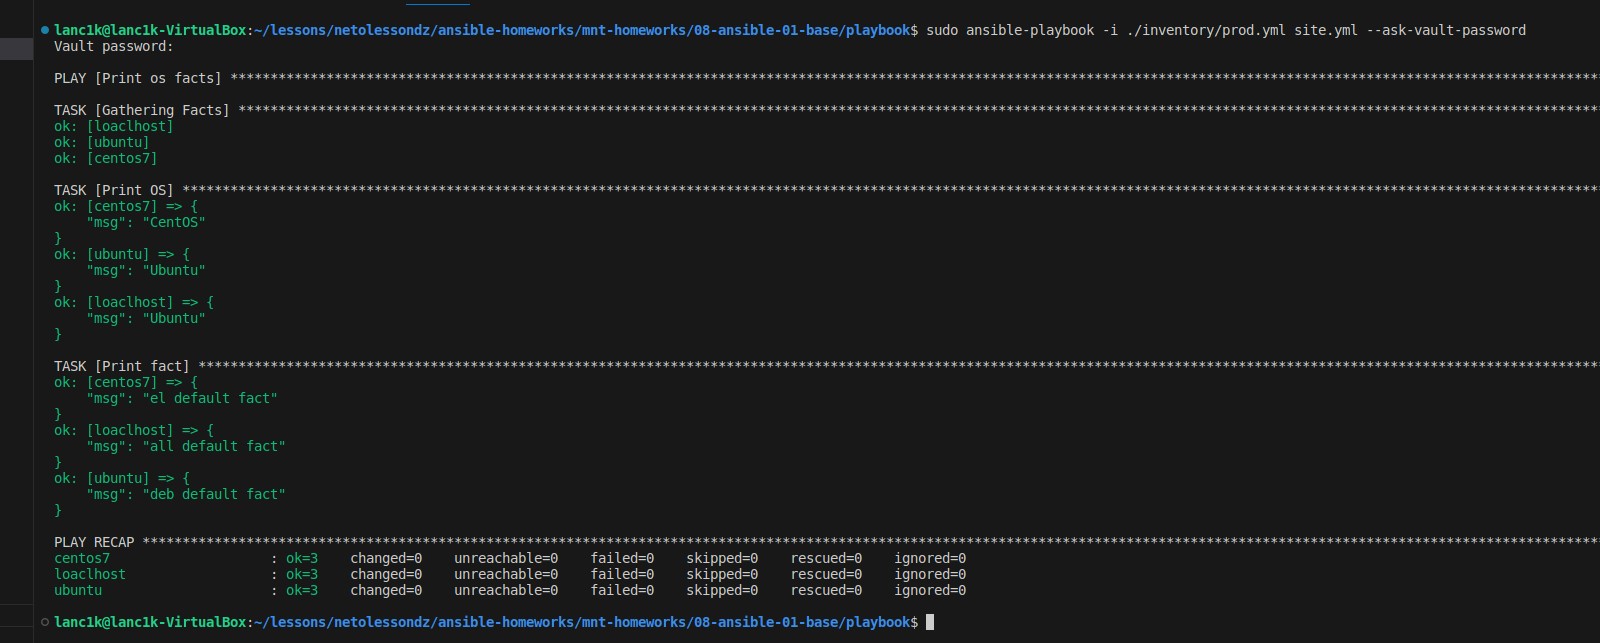 lanc1k@lanc1k-VirtualBox:~/lessons/netolessondz/ansible-homeworks/mnt-homeworks/08-ansible-01-base/playbook$ sudo ansible-playbook -i ./inventory/prod.yml site.yml --ask-vault-password
Vault password:
PLAY [Print os facts] ***************************************************************************************************************************************************************************
TASK [Gathering Facts] **************************************************************************************************************************************************************************
ok: [loaclhost]
ok: [ubuntu]
ok: [centos7]
TASK [Print OS] *********************************************************************************************************************************************************************************
ok: [centos7] => {
    "msg": "CentOS"
}
ok: [ubuntu] => {
    "msg": "Ubuntu"
}
ok: [loaclhost] => {
    "msg": "Ubuntu"
}
TASK [Print fact] *******************************************************************************************************************************************************************************
ok: [centos7] => {
    "msg": "el default fact"
}
ok: [loaclhost] => {
    "msg": "all default fact"
}
ok: [ubuntu] => {
    "msg": "deb default fact"
}
PLAY RECAP **************************************************************************************************************************************************************************************
centos7                    : ok=3    changed=0    unreachable=0    failed=0    skipped=0    rescued=0    ignored=0
loaclhost                  : ok=3    changed=0    unreachable=0    failed=0    skipped=0    rescued=0    ignored=0
ubuntu                     : ok=3    changed=0    unreachable=0    failed=0    skipped=0    rescued=0    ignored=0
lanc1k@lanc1k-VirtualBox:~/lessons/netolessondz/ansible-homeworks/mnt-homeworks/08-ansible-01-base/playbook$